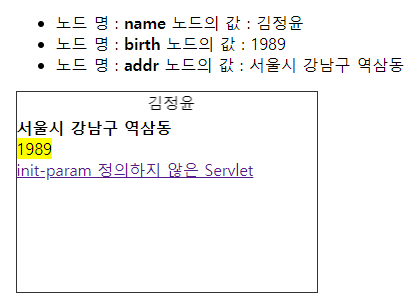 노드 명 : name 노드의 값 : 김정윤
노드 명 : birth 노드의 값 : 1989
노드 명 : addr 노드의 값 : 서울시 강남구 역삼동
김정윤
서울시 강남구 역삼동
1989
init-param 정의하지 않은 Servlet